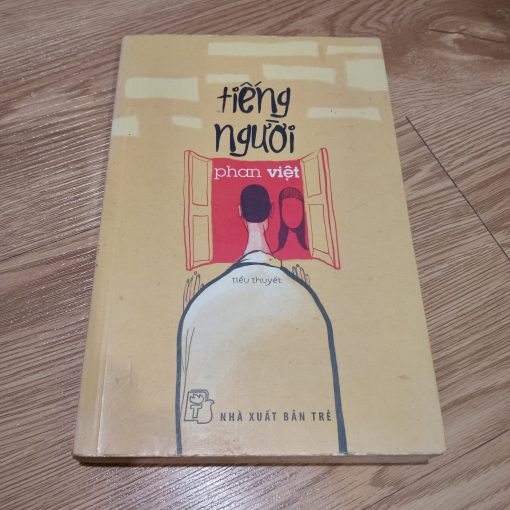 tiếng
người
phan việt
tiểu thuyết
NHÀ XUẤT BẢN TRẺ